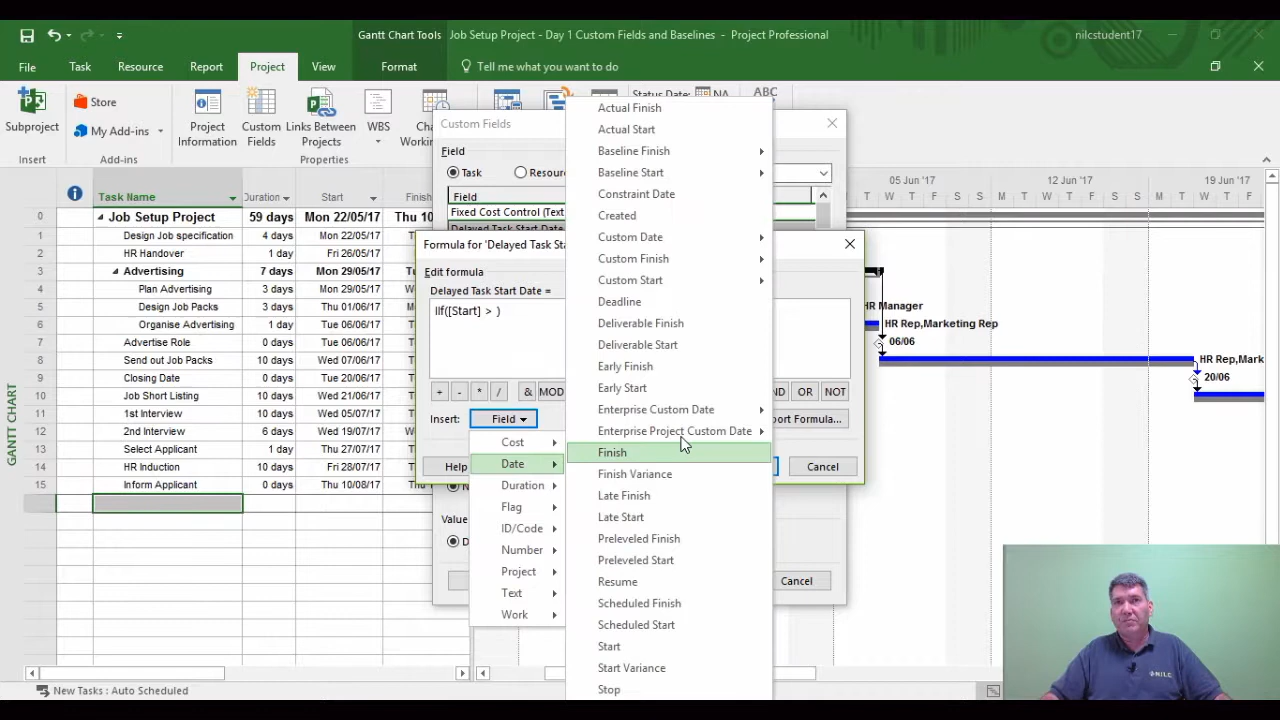 Gantt Chart Tools
Job Setup Project - Day 1 Custom Fields and Baselines - Project Professional
nilcstudent17
File Task Resource Report Project View Format Tell me what you want to do
Subproject
Insert
Store
My Add-ins
Add-ins
Project Information
Custom Fields
Links Between Projects
WBS
Properties
Status Date: NA
ABC
Task Name
Duration
Start
Finish
0 Job Setup Project 59 days Mon 22/05/17 Thu 10
1 Design Job specification 4 days Mon 22/05/17
2 HR Handover 1 day Fri 26/05/17
3 Advertising 7 days Mon 29/05/17
4 Plan Advertising 3 days Mon 29/05/17
5 Design Job Packs 3 days Thu 01/06/17
6 Organise Advertising 1 day Tue 06/06/17
7 Advertise Role 0 days Tue 06/06/17
8 Send out Job Packs 10 days Wed 07/06/17
9 Closing Date 0 days Tue 20/06/17
10 Job Short Listing 10 days Wed 21/06/17
11 1st Interview 5 days Wed 05/07/17
12 2nd Interview 5 days Wed 12/07/17
13 Select Applicant 0 days Thu 27/07/17
14 HR Induction 10 days Fri 28/07/17
15 Inform Applicant 0 days Thu 10/08/17
GANTT CHART
New Tasks : Auto Scheduled
Custom Fields
Field
Task
Resour
Field
Fixed Cost Control (Text
Delayed Task Start Date
Formula for 'Delayed Task Sta
Edit formula
Delayed Task Start Date =
IIf([Start] > )
+ - * / & MOD
AND OR NOT
Insert: Field
port Formula...
Help
Cancel
Value
Cancel
Cost
Date
Duration
Flag
ID/Code
Number
Project
Text
Work
Actual Finish
Actual Start
Baseline Finish
Baseline Start
Constraint Date
Created
Custom Date
Custom Finish
Custom Start
Deadline
Deliverable Finish
Deliverable Start
Early Finish
Early Start
Enterprise Custom Date
Enterprise Project Custom Date
Finish
Finish Variance
Late Finish
Late Start
Preleveled Finish
Preleveled Start
Resume
Scheduled Finish
Scheduled Start
Start
Start Variance
Stop
05 Jun '17
12 Jun '17
19 Jun '17
W T F S S M T W T F S S M T W T F
HR Manager
HR Rep,Marketing Rep
06/06
HR Rep,Mark
20/06
NILC